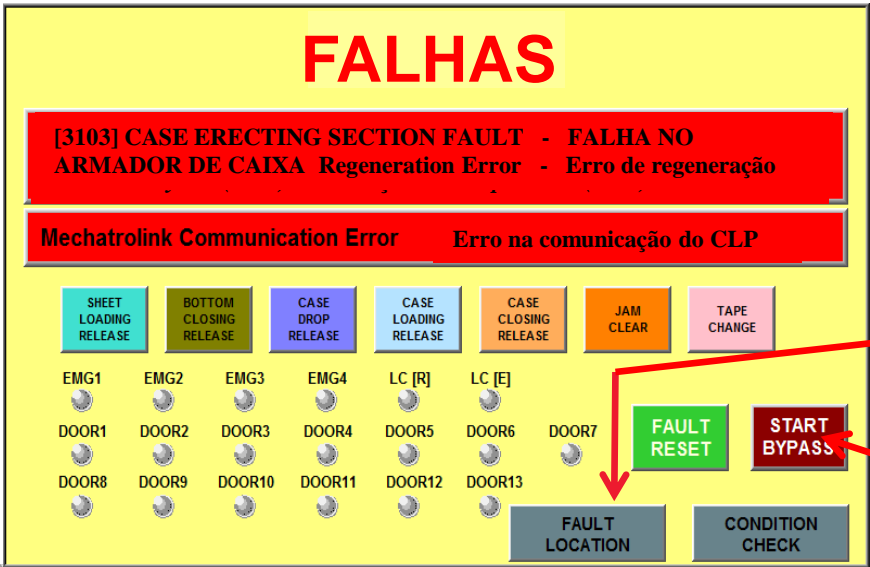 FALHAS
[3103] CASE ERECTING SECTION FAULT - FALHA NO
ARMADOR DE CAIXA Regeneration Error - Erro de regeneração
Mechatrolink Communication Error Erro na comunicação do CLP
SHEET
LOADING
RELEASE
BOTTOM
CLOSING
RELEASE
CASE
DROP
RELEASE
CASE
LOADING
RELEASE
CASE
CLOSING
RELEASE
JAM
CLEAR
TAPE
CHANGE
EMG1 EMG2 EMG3 EMG4 LC [R] LC [E]
DOOR1 DOOR2 DOOR3 DOOR4 DOOR5 DOOR6 DOOR7
FAULT
RESET
START
BYPASS
DOOR8 DOOR9 DOOR10 DOOR11 DOOR12 DOOR13
FAULT
LOCATION
CONDITION
CHECK